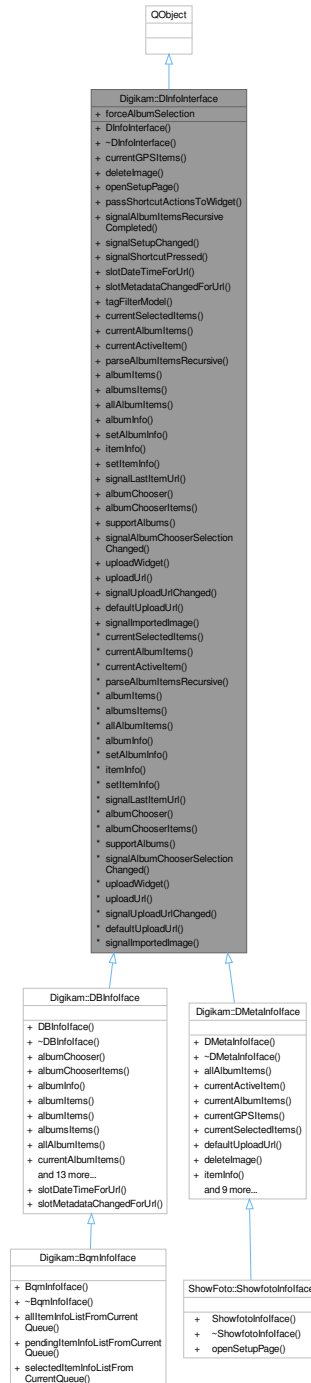 QObject
Digikam::DInfoInterface
+ forceAlbumSelection
+ DInfoInterface()
+ ~DInfoInterface()
+ currentGPSItems()
+ deleteImage()
+ openSetupPage()
+ passShortcutActionsToWidget()
+ signalAlbumItemsRecursive
Completed()
+ signalSetupChanged()
+ signalShortcutPressed()
+ slotDateTimeForUrl()
+ slotMetadataChangedForUrl()
+ tagFilterModel()
+ currentSelectedItems()
+ currentAlbumItems()
+ currentActiveItem()
+ parseAlbumItemsRecursive()
+ albumItems()
+ albumsItems()
+ allAlbumItems()
+ albumInfo()
+ setAlbumInfo()
+ itemInfo()
+ setItemInfo()
+ signalLastItemUrl()
+ albumChooser()
+ albumChooserItems()
+ supportAlbums()
+ signalAlbumChooserSelection
Changed()
+ uploadWidget()
+ uploadUrl()
+ signalUploadUrlChanged()
+ defaultUploadUrl()
+ signalImportedImage()
* currentSelectedItems()
* currentAlbumItems()
* currentActiveItem()
* parseAlbumItemsRecursive()
* albumItems()
* albumsItems()
* allAlbumItems()
* albumInfo()
* setAlbumInfo()
* itemInfo()
* setItemInfo()
* signalLastItemUrl()
* albumChooser()
* albumChooserItems()
* supportAlbums()
* signalAlbumChooserSelection
Changed()
* uploadWidget()
* uploadUrl()
* signalUploadUrlChanged()
* defaultUploadUrl()
* signalImportedImage()
Digikam::DBInfoIface
+ DBInfoIface()
+ ~DBInfoIface()
+ albumChooser()
+ albumChooserItems()
+ albumInfo()
+ albumItems()
+ albumItems()
+ albumsItems()
+ allAlbumItems()
+ currentAlbumItems()
and 13 more...
+ slotDateTimeForUrl()
+ slotMetadataChangedForUrl()
Digikam::DMetaInfoIface
+ DMetaInfoIface()
+ ~DMetaInfoIface()
+ allAlbumItems()
+ currentActiveItem()
+ currentAlbumItems()
+ currentGPSItems()
+ currentSelectedItems()
+ defaultUploadUrl()
+ deleteImage()
+ itemInfo()
and 9 more...
Digikam::BqmInfoIface
+ BqmInfoIface()
+ ~BqmInfoIface()
+ allItemInfoListFromCurrent
Queue()
+ pendingItemInfoListFromCurrent
Queue()
+ selectedItemInfoListFrom
CurrentQueue()
ShowFoto::ShowfotoInfoIface
+ ShowfotoInfoIface()
+ ~ShowfotoInfoIface()
+ openSetupPage()